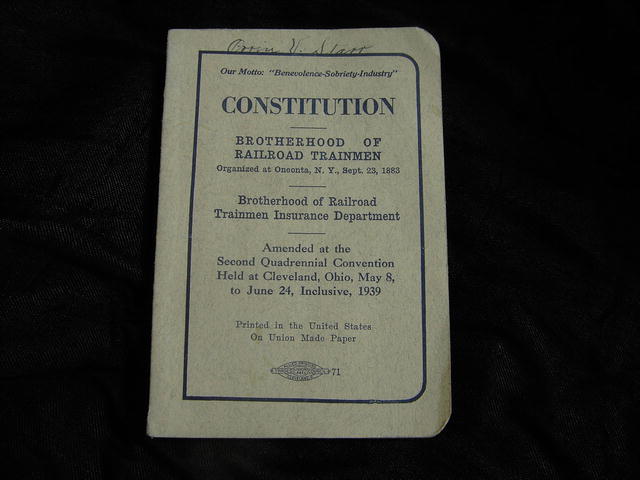 Orrin V. Starr
Our Motto: "Benevolence-Sobriety-Industry"
CONSTITUTION
BROTHERHOOD OF
RAILROAD TRAINMEN
Organized at Oneonta, N. Y., Sept. 23, 1883
Brotherhood of Railroad
Trainmen Insurance Department
Amended at the
Second Quadrennial Convention
Held at Cleveland, Ohio, May 8,
to June 24, Inclusive, 1939
Printed in the United States
On Union Made Paper
71